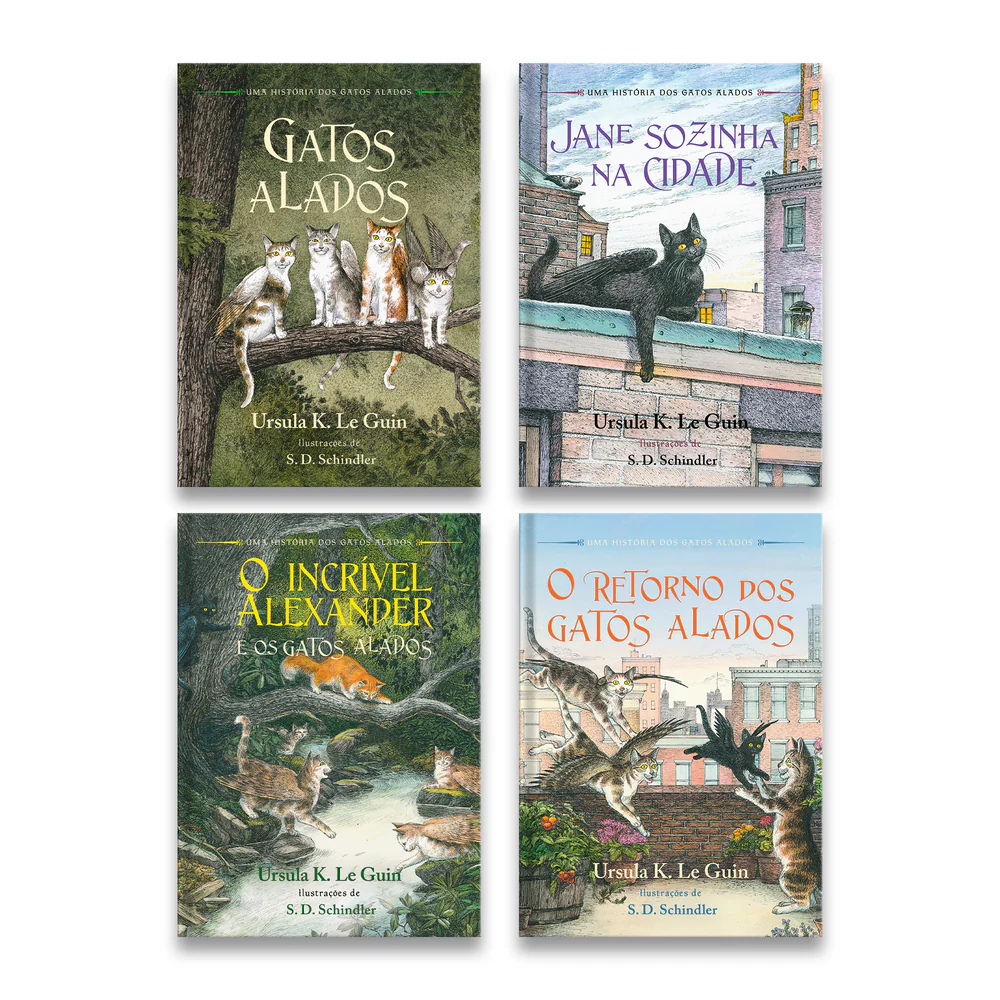 UMA HISTÓRIA DOS GATOS ALADOS
GATOS
ALADOS
Ursula K. Le Guin
Ilustrações de
S. D. Schindler
UMA HISTÓRIA DOS GATOS ALADOS
JANE SOZINHA
NA CIDADE
Ursula K. Le Guin
Ilustrações de
S. D. Schindler
UMA HISTÓRIA DOS GATOS ALADOS
O INCRÍVEL
ALEXANDER
E OS GATOS ALADOS
Ursula K. Le Guin
Ilustrações de
S. D. Schindler
UMA HISTÓRIA DOS GATOS ALADOS
O RETORNO DOS
GATOS ALADOS
Ursula K. Le Guin
Ilustrações de
S. D. Schindler